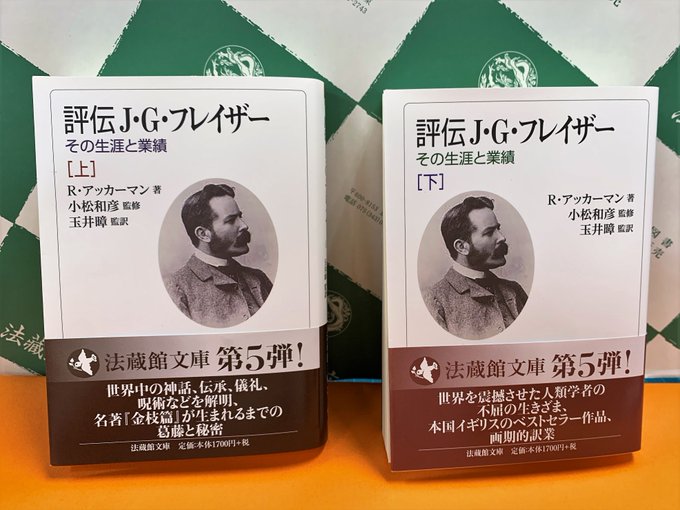 評伝J・G・フレイザー
その生涯と業績
[上]
R・アッカーマン 著
小松和彦 監修
玉井暲 監訳
法蔵館文庫 第5弾!
世界中の神話、伝承、儀礼、
呪術などを解明、
名著『金枝篇』が生まれるまでの
葛藤と秘密
法蔵館文庫 定価:本体1700円+税
評伝J・G・フレイザー
その生涯と業績
[下]
R・アッカーマン 著
小松和彦 監修
玉井暲 監訳
法蔵館文庫 第5弾!
世界を震撼させた人類学者の
不屈の生きざま、
本国イギリスのベストセラー作品、
画期的訳業
法蔵館文庫 定価:本体1700円+税
法蔵